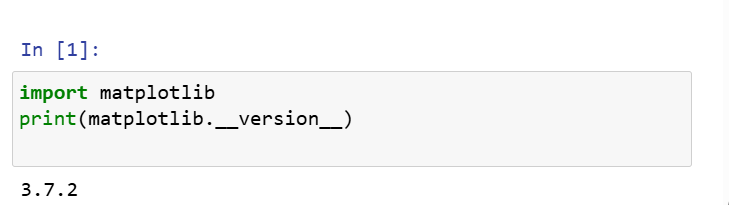 In [1]:
import matplotlib
print(matplotlib.__version__)
3.7.2